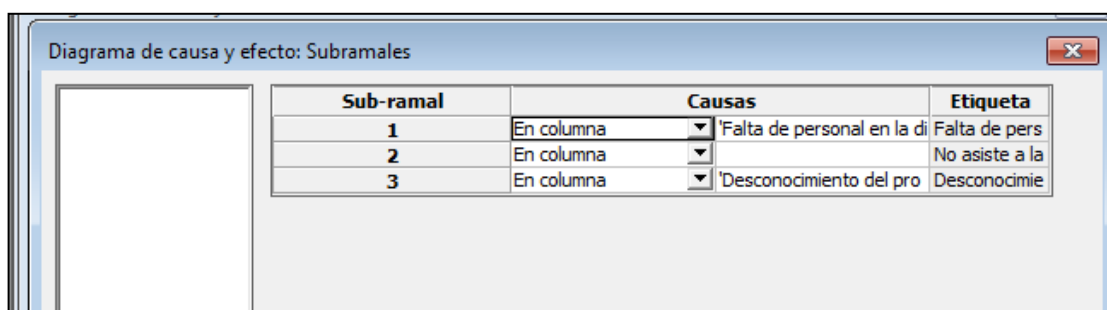 Diagrama de causa y efecto: Subramales
Sub-ramal Causas Etiqueta
1 En columna 'Falta de personal en la di Falta de pers
2 En columna No asiste a la
3 En columna 'Desconocimiento del pro Desconocimie